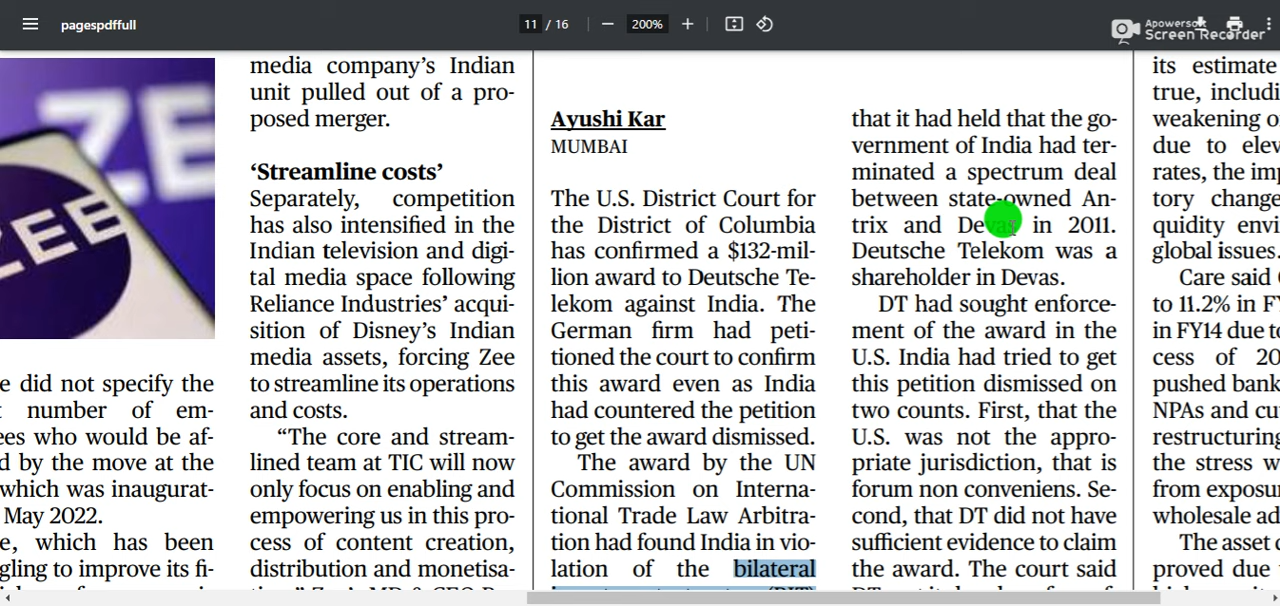 pagespdffull
11 / 16
200%
Apowersoft
Screen Recorder
ZEE
ZEE
e did not specify the
number of em-
ees who would be af-
d by the move at the
which was inaugurat-
May 2022.
e, which has been
gling to improve its fi-
media company's Indian
unit pulled out of a pro-
posed merger.
'Streamline costs'
Separately, competition
has also intensified in the
Indian television and digi-
tal media space following
Reliance Industries' acqui-
sition of Disney's Indian
media assets, forcing Zee
to streamline its operations
and costs.
"The core and stream-
lined team at TIC will now
only focus on enabling and
empowering us in this pro-
cess of content creation,
distribution and monetisa-
Ayushi Kar
MUMBAI
The U.S. District Court for
the District of Columbia
has confirmed a $132-mil-
lion award to Deutsche Te-
lekom against India. The
German firm had peti-
tioned the court to confirm
this award even as India
had countered the petition
to get the award dismissed.
The award by the UN
Commission on Interna-
tional Trade Law Arbitra-
tion had found India in vio-
lation of the bilateral
that it had held that the go-
vernment of India had ter-
minated a spectrum deal
between state-owned An-
trix and Devas in 2011.
Deutsche Telekom was a
shareholder in Devas.
DT had sought enforce-
ment of the award in the
U.S. India had tried to get
this petition dismissed on
two counts. First, that the
U.S. was not the appro-
priate jurisdiction, that is
forum non conveniens. Se-
cond, that DT did not have
sufficient evidence to claim
the award. The court said
its estimate
true, includi
weakening o
due to elev
rates, the imp
tory change
quidity envi
global issues.
Care said
to 11.2% in FY
in FY14 due to
cess of 20
pushed bank
NPAs and cu
restructuring
the stress w
from exposur
wholesale ad
The asset
proved due